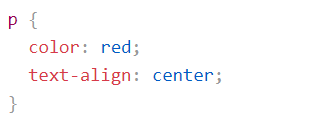 p {
  color: red;
  text-align: center;
}